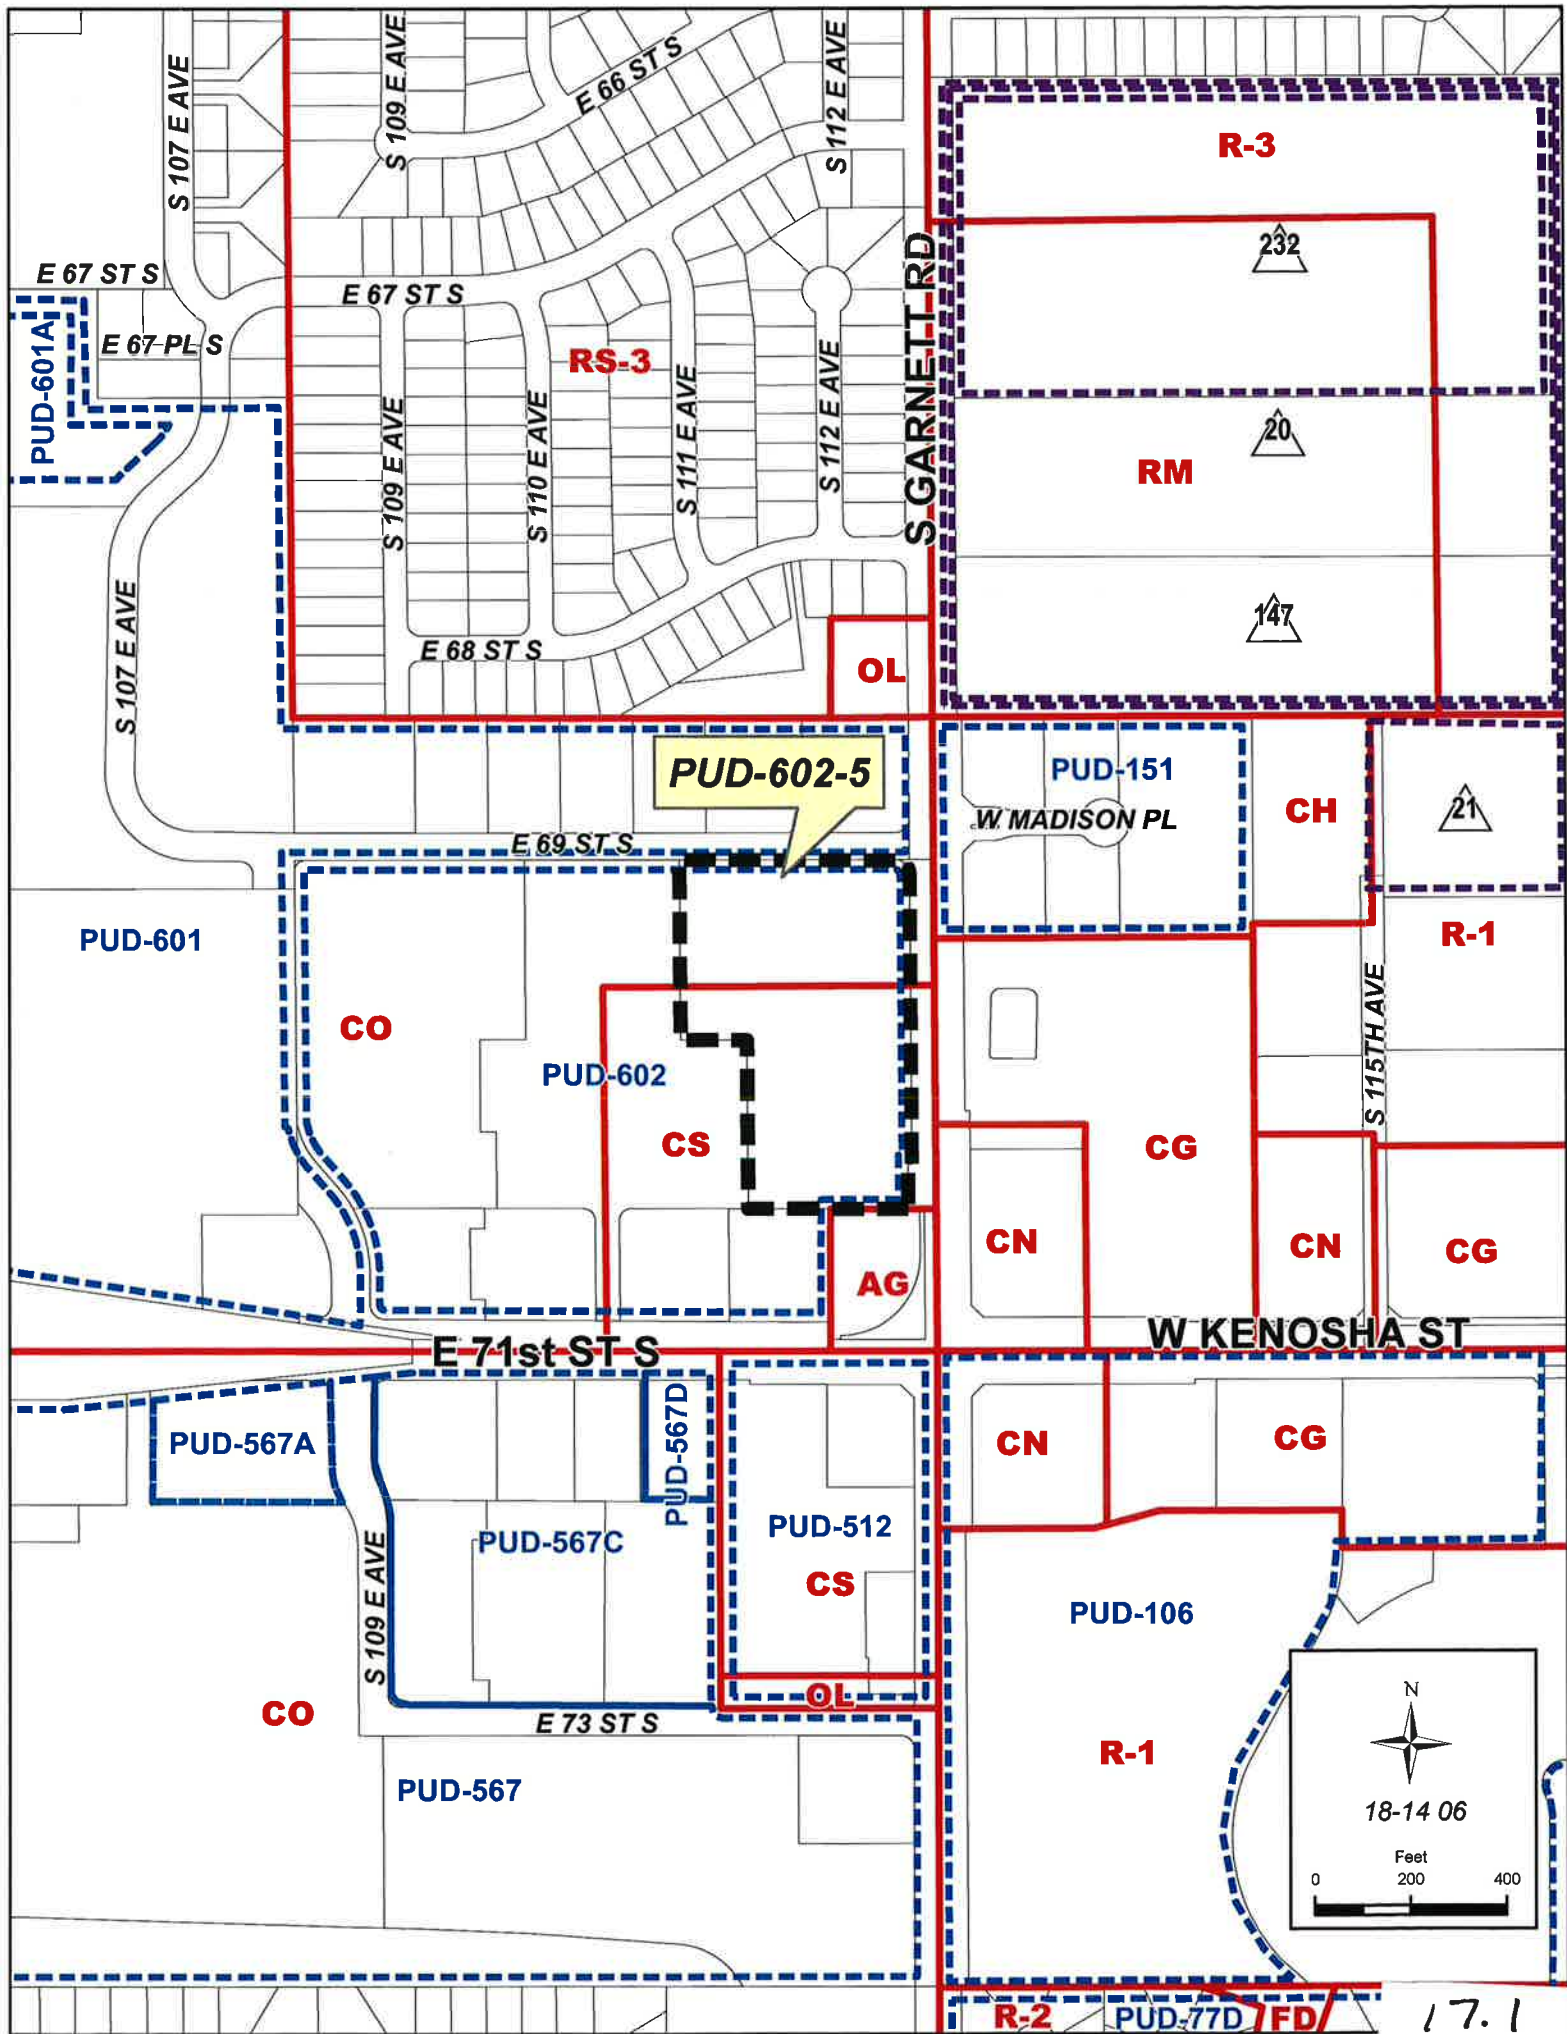 S 107 E AVE
S 109 E AVE
E 66 ST S
S 112 E AVE
R-3
232
E 67 ST S
E 67 ST S
S GARNETT RD
E 67 PL S
PUD-601A
RS-3
S 109 E AVE
S 110 E AVE
S 111 E AVE
S 112 E AVE
20
RM
147
S 107 E AVE
E 68 ST S
OL
PUD-602-5
PUD-151
W MADISON PL
CH
21
E 69 ST S
PUD-601
R-1
CO
PUD-602
S 115TH AVE
CS
CG
CN
CN
CG
AG
E 71st ST S
W KENOSHA ST
PUD-567A
PUD-567D
CN
CG
PUD-567C
PUD-512
CS
S 109 E AVE
PUD-106
OL
CO
E 73 ST S
R-1
PUD-567
N
18-14 06
Feet
0 200 400
R-2
PUD-77D
FD
17.1